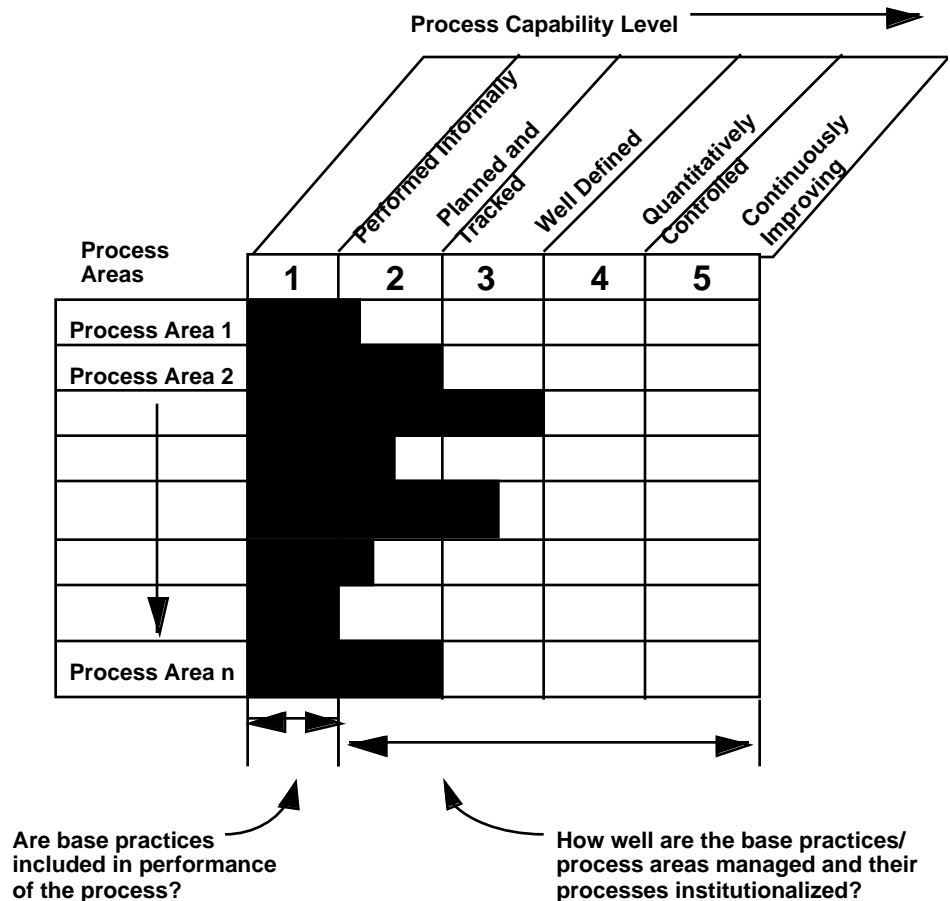 Process Capability Level
Performed Informally
Planned and
Tracked
Well Defined
Quantitatively
Controlled
Continuously
Improving
Process
Areas
1 2 3 4 5
Process Area 1
Process Area 2
Process Area n
Are base practices
included in performance
of the process?
How well are the base practices/
process areas managed and their
processes institutionalized?